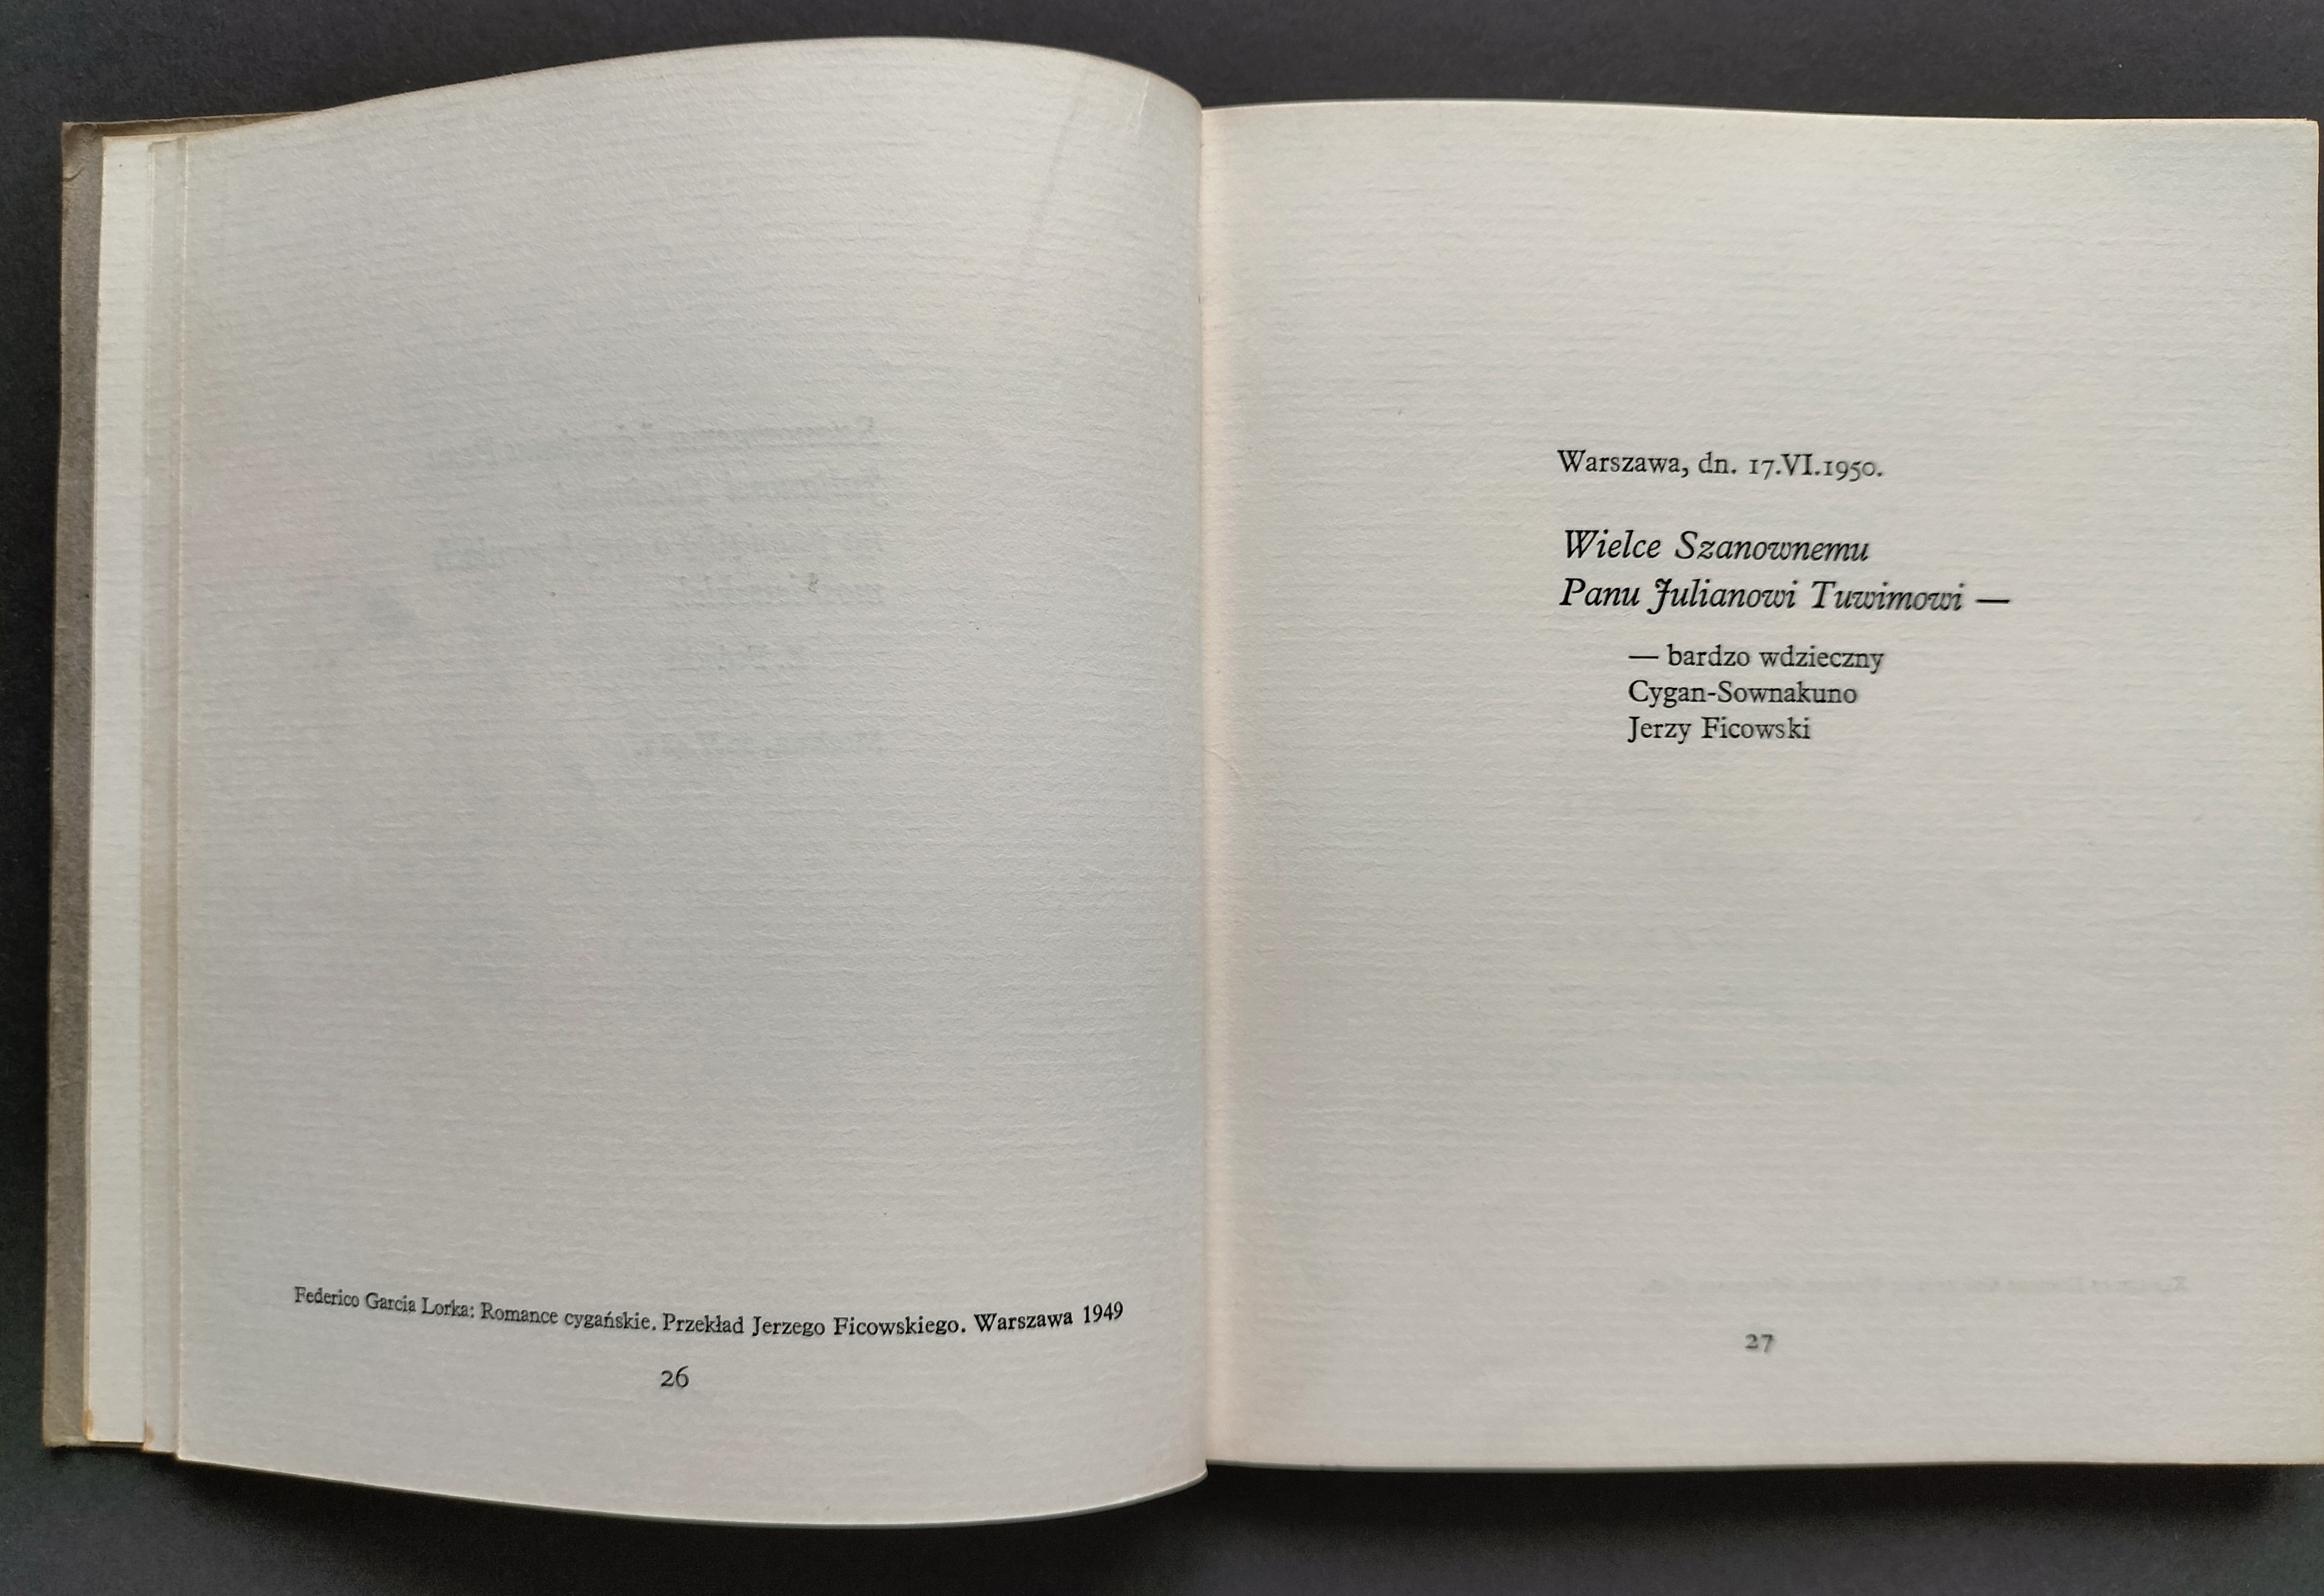 Federico Garcia Lorka: Romance cygańskie. Przekład Jerzego Ficowskiego. Warszawa 1949
26
Warszawa, dn. 17.VI.1950.
Wielce Szanownemu
Panu Julianowi Tuwimowi —
— bardzo wdzieczny
Cygan-Sownakuno
Jerzy Ficowski
27